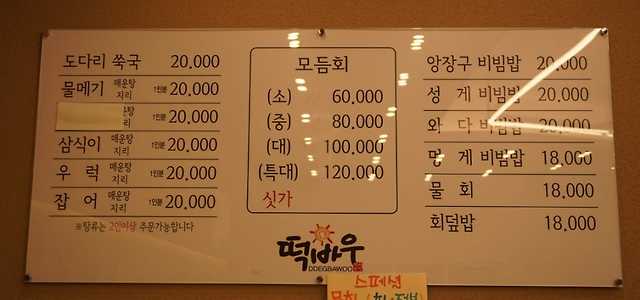 도다리 쑥국 20,000
물메기 매운탕 지리 1인분 20,000
탕 리 1인분 20,000
삼식이 매운탕 지리 1인분 20,000
우 럭 매운탕 지리 1인분 20,000
잡 어 매운탕 지리 1인분 20,000
※탕류는 2인이상 주문가능합니다
모듬회
(소) 60,000
(중) 80,000
(대) 100,000
(특대) 120,000
싯가
앙장구 비빔밥 20,000
성 게 비빔밥 20,000
와 다 비빔밥 20,000
멍 게 비빔밥 18,000
물 회 18,000
회덮밥 18,000
떡바우
DDEGBAWOO
스페셜